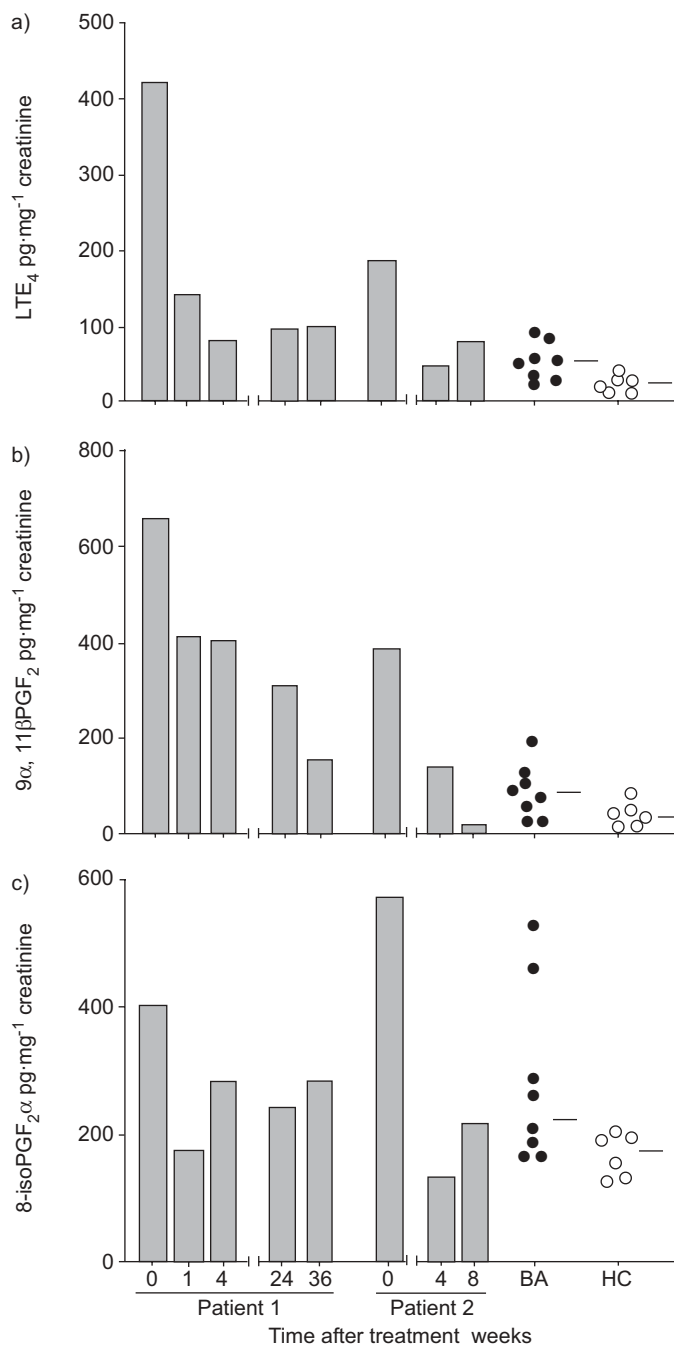 a)
500
400
300
200
100
0
LTE₄ pg·mg⁻¹ creatinine
b)
800
600
400
200
0
9α, 11βPGF₂ pg·mg⁻¹ creatinine
c)
600
400
200
0
8-isoPGF₂α pg·mg⁻¹ creatinine
0 1 4 24 36 0 4 8 BA HC
Patient 1 Patient 2
Time after treatment weeks